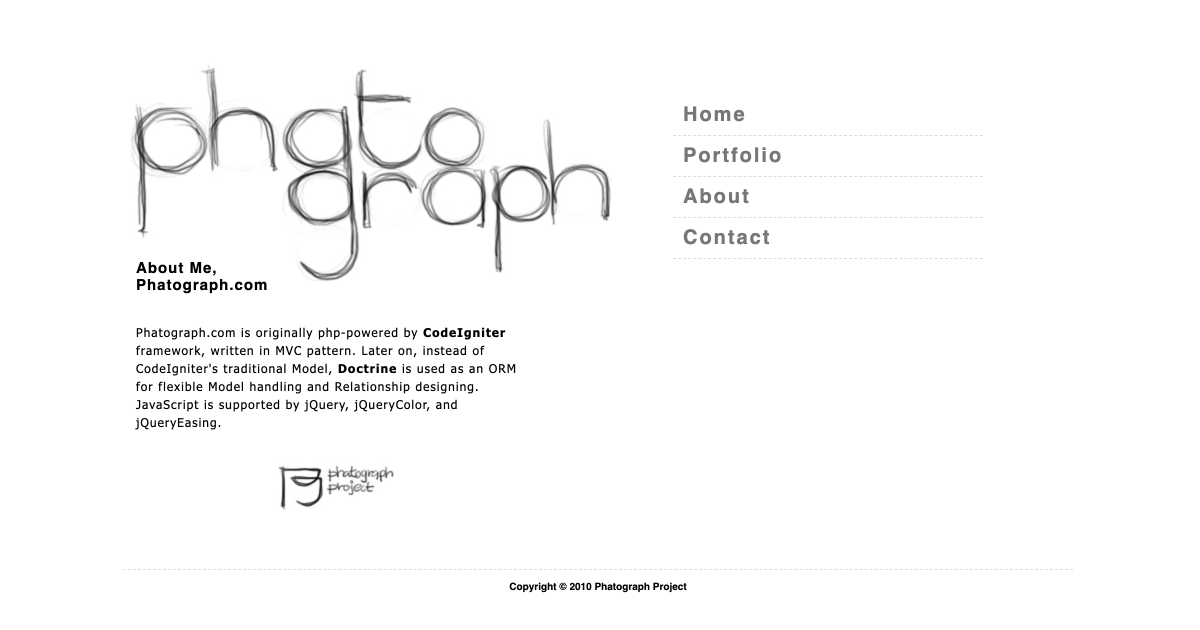 phato
graph
Home
Portfolio
About
Contact
About Me,
Phatograph.com
Phatograph.com is originally php-powered by CodeIgniter
framework, written in MVC pattern. Later on, instead of
CodeIgniter's traditional Model, Doctrine is used as an ORM
for flexible Model handling and Relationship designing.
JavaScript is supported by jQuery, jQueryColor, and
jQueryEasing.
phatograph
project
Copyright © 2010 Phatograph Project